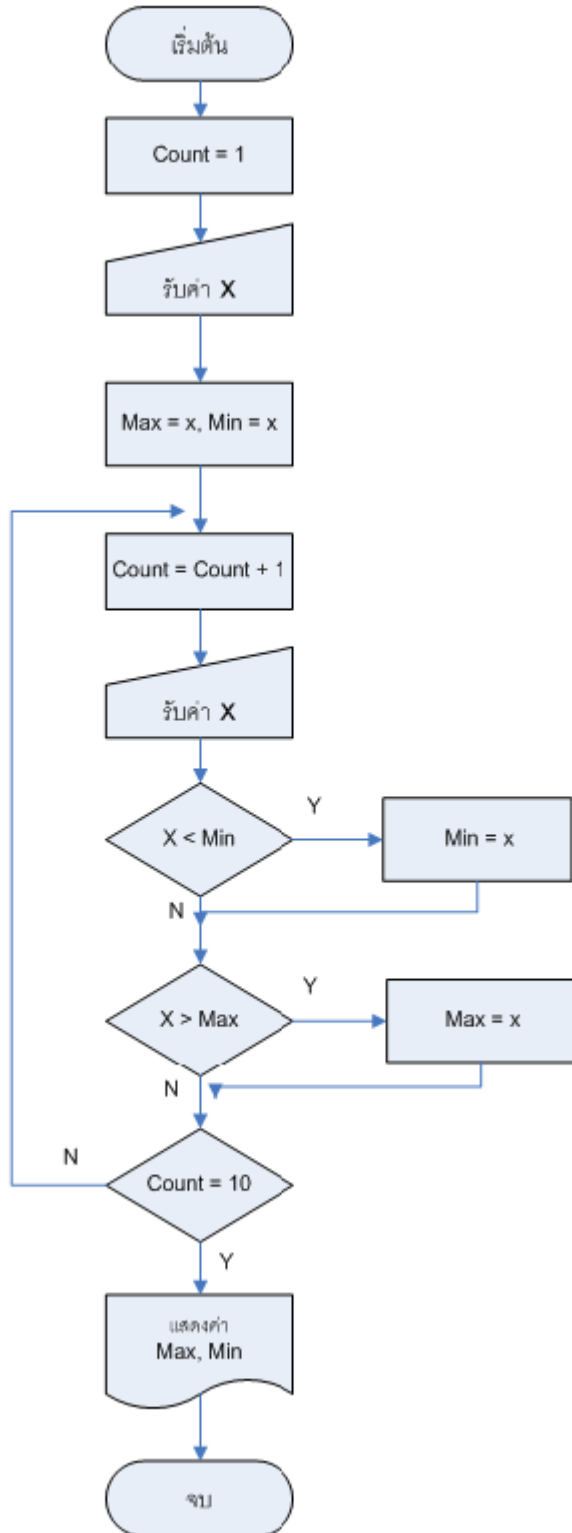 เริ่มต้น
Count = 1
รับค่า X
Max = x, Min = x
Count = Count + 1
รับค่า X
X < Min
Y
Min = x
N
X > Max
Y
Max = x
N
Count = 10
N
Y
แสดงค่า
Max, Min
จบ